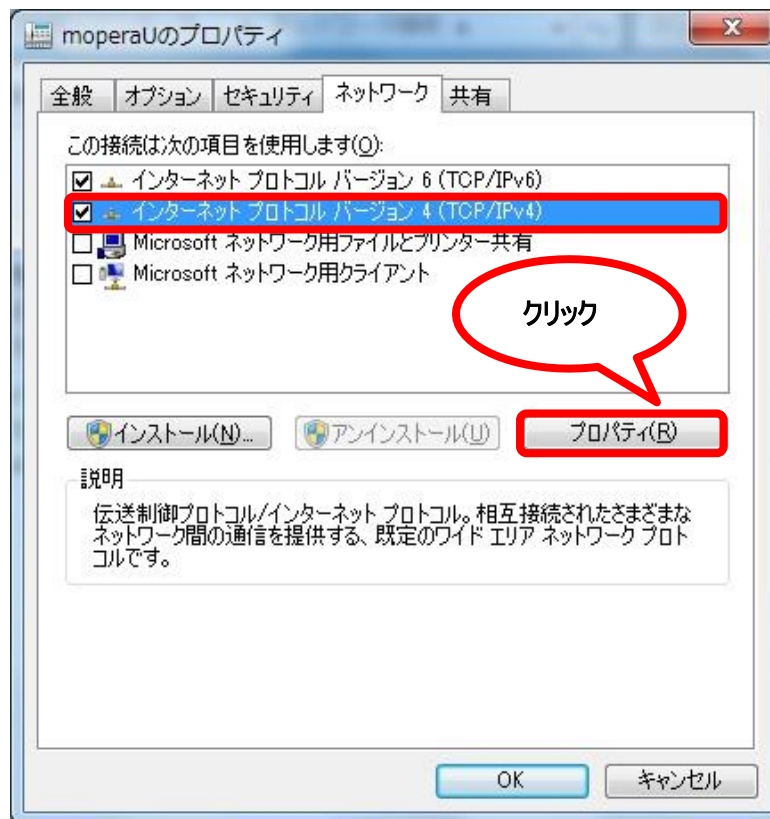 moperaUのプロパティ
全般 オプション セキュリティ ネットワーク 共有
この接続は次の項目を使用します(O):
インターネット プロトコル バージョン 6 (TCP/IPv6)
インターネット プロトコル バージョン 4 (TCP/IPv4)
Microsoft ネットワーク用ファイルとプリンター共有
Microsoft ネットワーク用クライアント
クリック
インストール(N)... アンインストール(U) プロパティ(R)
説明
伝送制御プロトコル/インターネット プロトコル。相互接続されたさまざまな
ネットワーク間の通信を提供する、既定のワイド エリア ネットワーク プロト
コルです。
OK キャンセル